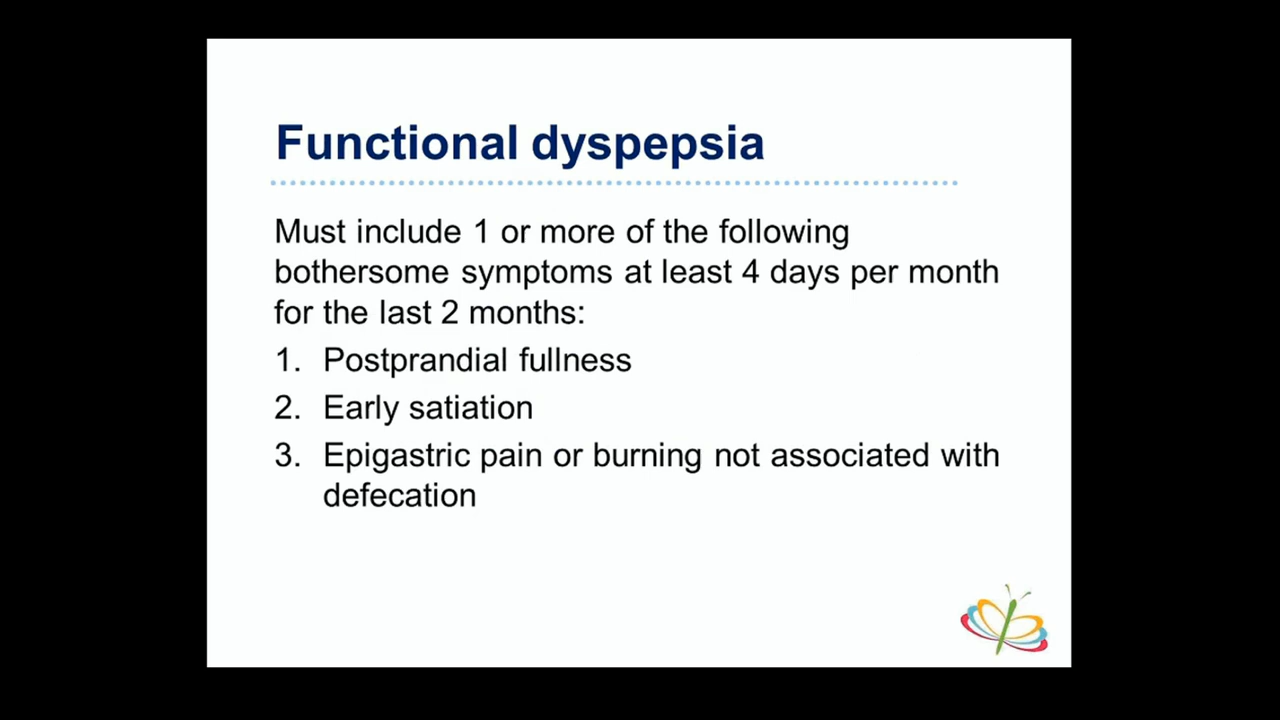 Functional dyspepsia
Must include 1 or more of the following
bothersome symptoms at least 4 days per month
for the last 2 months:
1. Postprandial fullness
2. Early satiation
3. Epigastric pain or burning not associated with
defecation